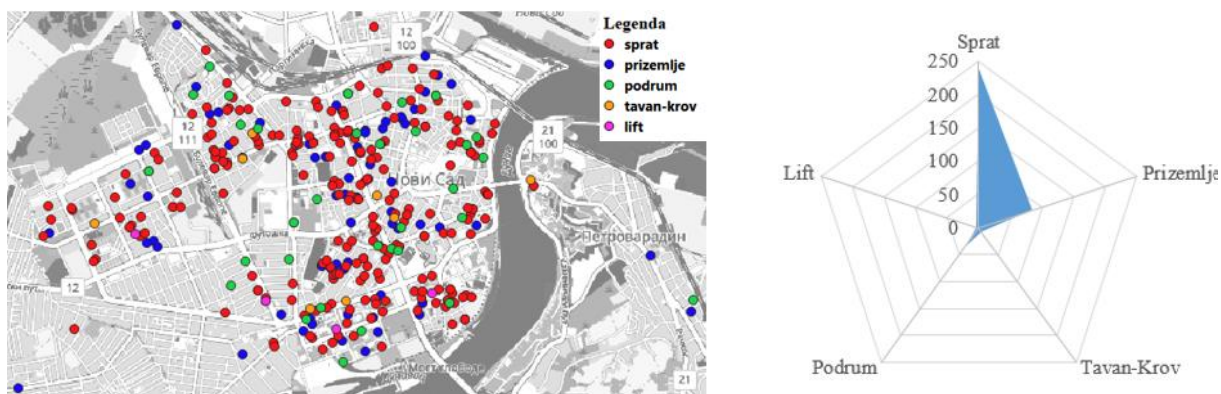 12
100
Legenda
sprat
prizemlje
podrum
tavan-krov
lift
12
111
21
100
Нови Сад
Петроварадин
12
21
Sprat
250
200
150
100
50
0
Lift
Prizemlje
Podrum
Tavan-Krov